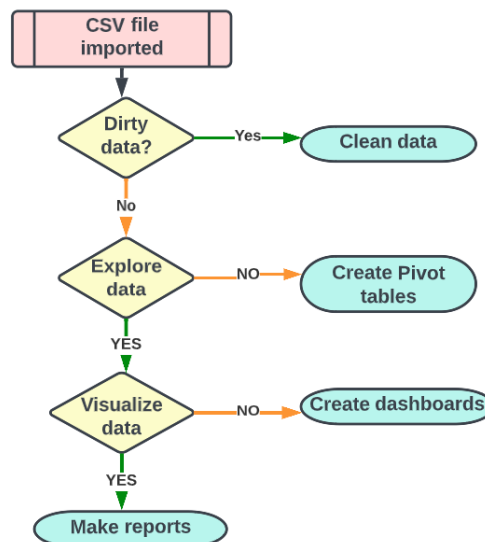 CSV file
imported
Dirty
data?
Yes
Clean data
No
Explore
data
NO
Create Pivot
tables
YES
Visualize
data
NO
Create dashboards
YES
Make reports